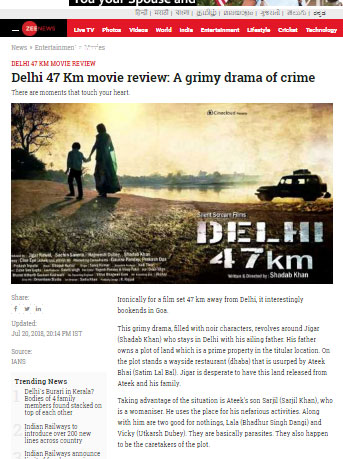 You your Spouse and
हिन्दी | मराठी | বাংলা |
ZEENEWS
Live TV Photos Videos World India Entertainment Lifestyle Cricket Technology
News Entertainment Movies
DELHI 47 KM MOVIE REVIEW
Delhi 47 Km movie review: A grimy drama of crime
There are moments that touch your heart.
Silent Scream Films
DELHI
47km
Written & Directed by Shadab Khan
Share:
Updated:
Jul 20, 2018, 20:14 PM IST
Source:
IANS
Trending News
1 Delhi's Burari in Kerala?
Bodies of 4 family
members found stacked on
top of each other
2 Indian Railways to
introduce over 200 new
lines across country
Indian Railways announce
Ironically for a film set 47 km away from Delhi, it interestingly
bookends in Goa.
This grimy drama, filled with noir characters, revolves around Jigar
(Shadab Khan) who stays in Delhi with his ailing father. His father
owns a plot of land which is a prime property in the titular location. On
the plot stands a wayside restaurant (dhaba) that is usurped by Ateek
Bhai (Satim Lal Bal). Jigar is desperate to have this land released from
Ateek and his family.
Taking advantage of the situation is Ateek's son Sarjil (Sarjil Khan), who
is a womaniser. He uses the place for his nefarious activities. Along
with him are two good for nothings, Lala (Bhadhur Singh Dangi) and
Vicky (Utkarsh Dubey). They are basically parasites. They also happen
to be the caretakers of the plot.